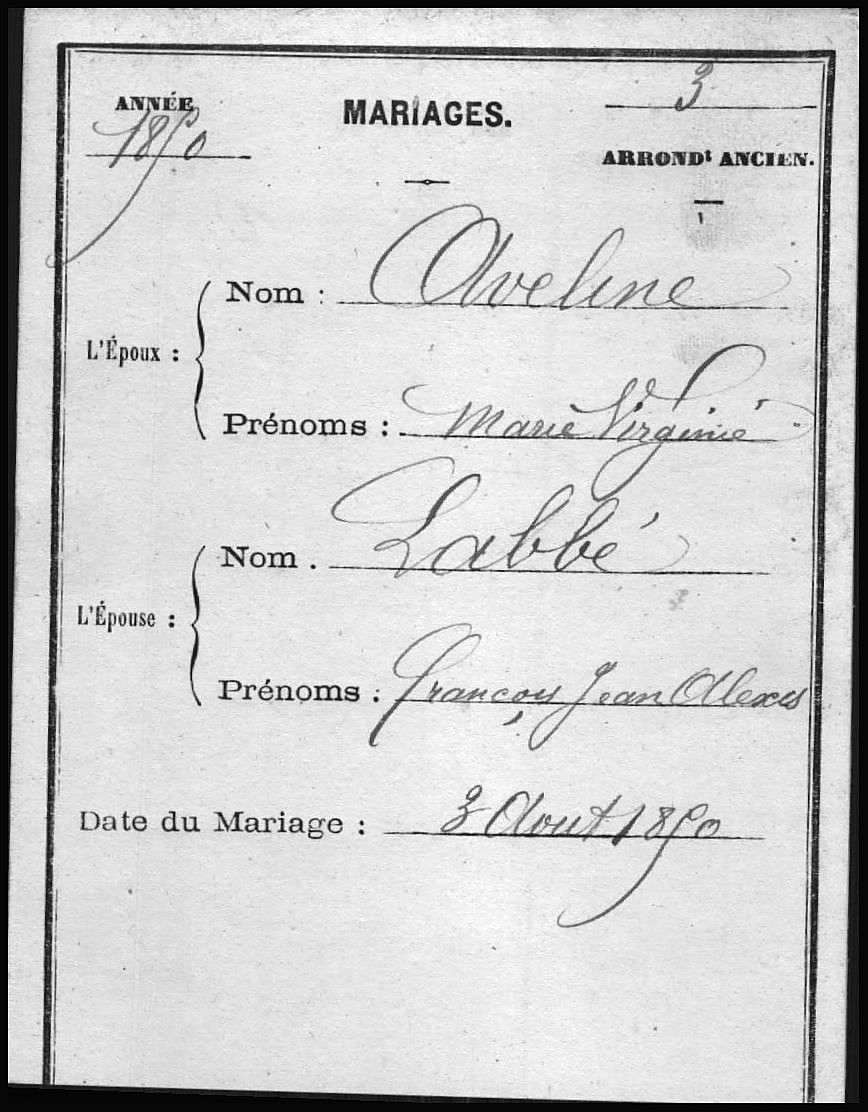 ANNÉE
1850
MARIAGES.
3
ARRONDt ANCIEN.
L'Époux :
Nom : Aveline
Prénoms : Marie Virginie
L'Épouse :
Nom . Labbé
Prénoms : François Jean Alexis
Date du Mariage : 3 Aout 1850